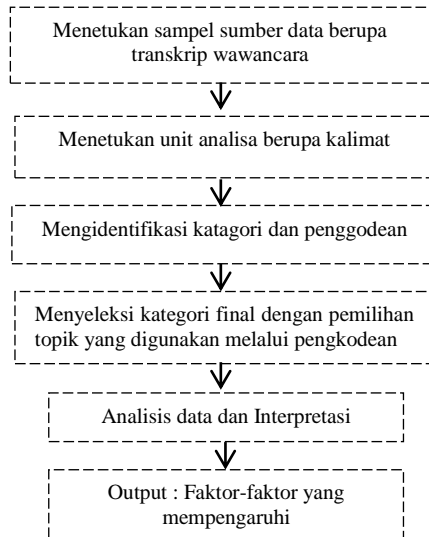 Menetukan sampel sumber data berupa
transkrip wawancara
Menetukan unit analisa berupa kalimat
Mengidentifikasi katagori dan penggodean
Menyeleksi kategori final dengan pemilihan
topik yang digunakan melalui pengkodean
Analisis data dan Interpretasi
Output : Faktor-faktor yang
mempengaruhi